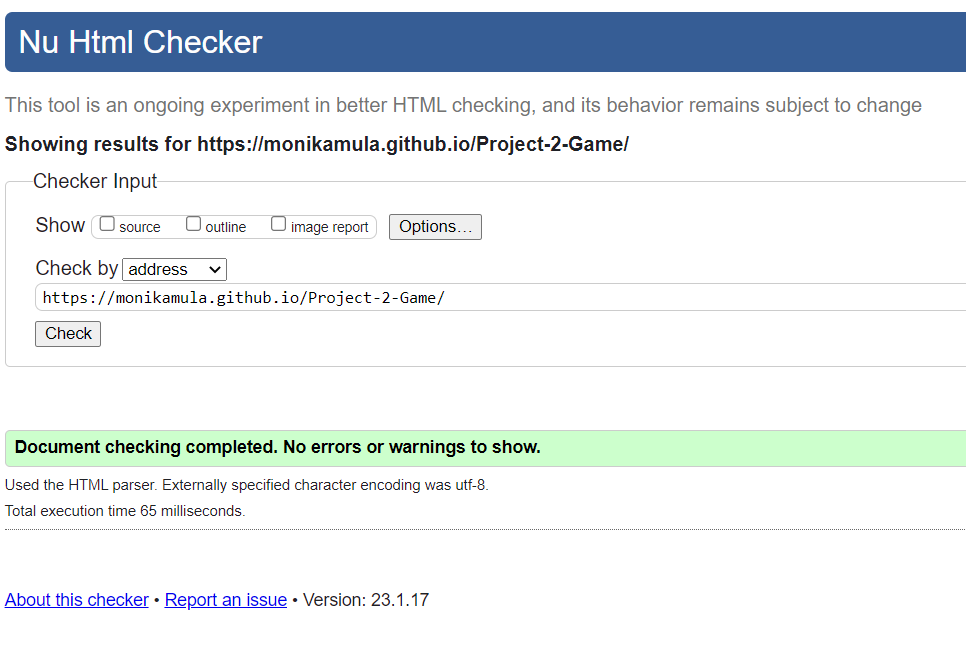 Nu Html Checker
This tool is an ongoing experiment in better HTML checking, and its behavior remains subject to change
Showing results for https://monikamula.github.io/Project-2-Game/
Checker Input
Show source outline image report Options...
Check by address
https://monikamula.github.io/Project-2-Game/
Check
Document checking completed. No errors or warnings to show.
Used the HTML parser. Externally specified character encoding was utf-8.
Total execution time 65 milliseconds.
About this checker • Report an issue • Version: 23.1.17